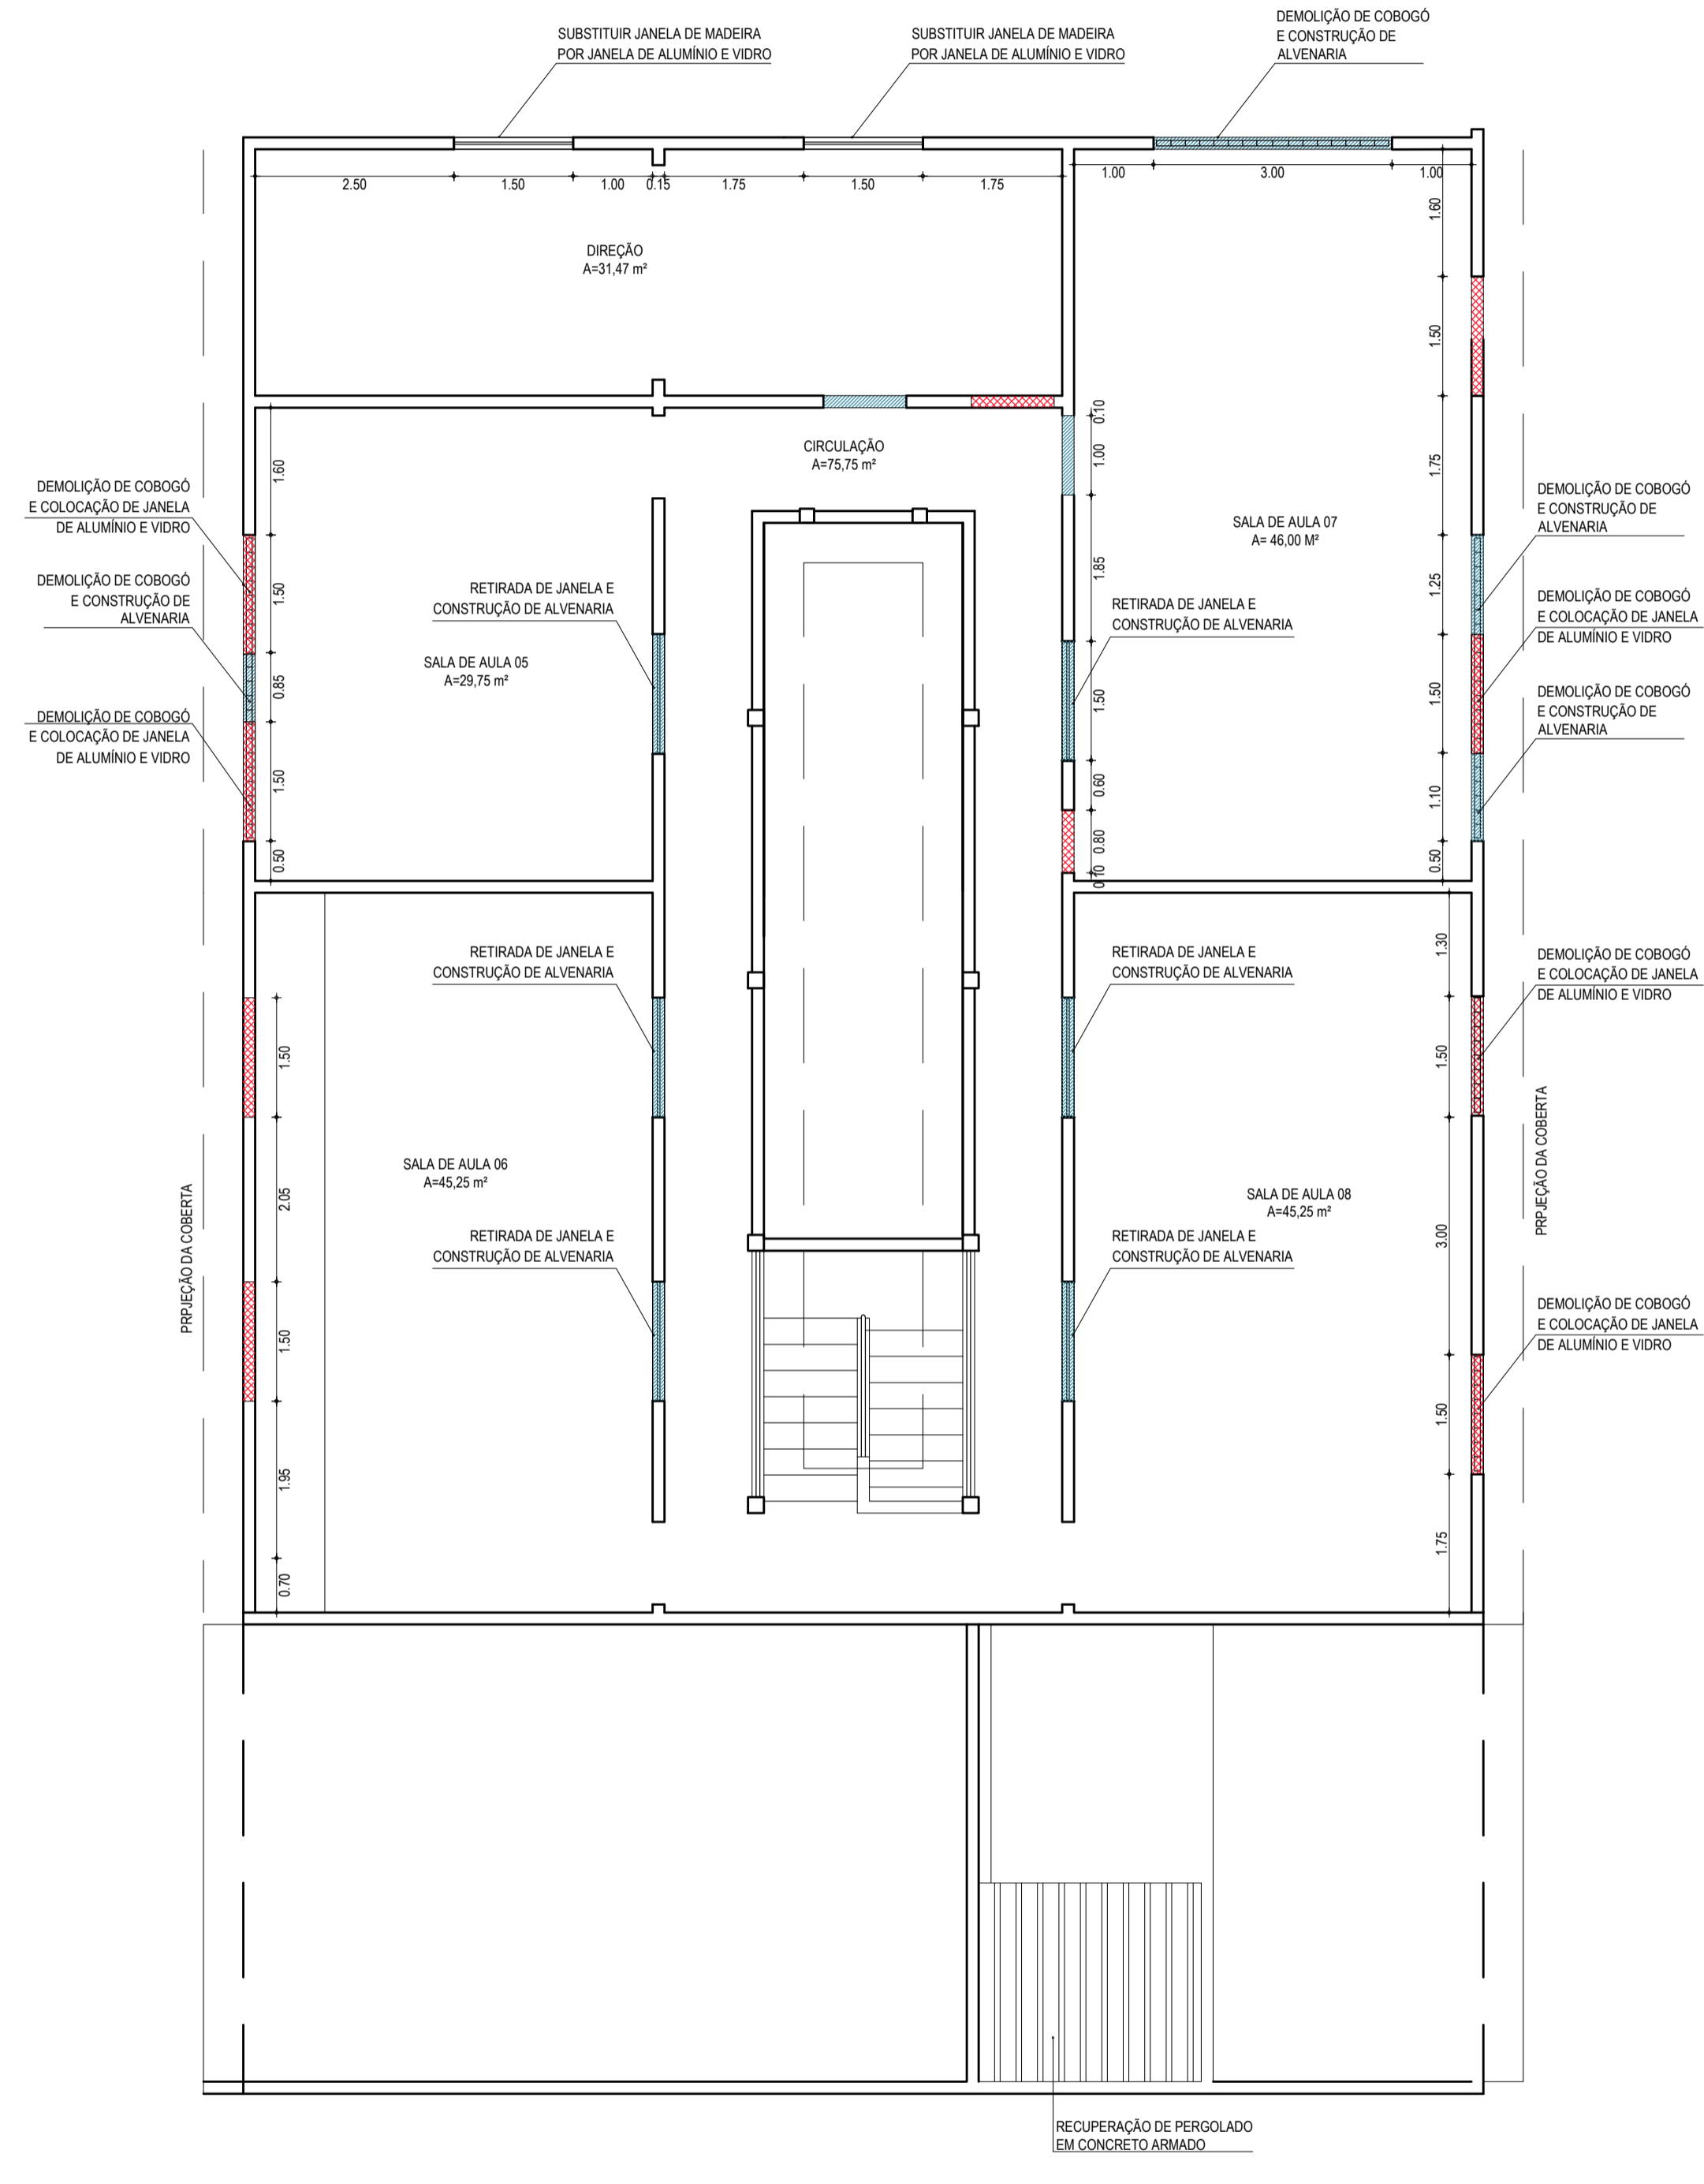 SUBSTITUIR JANELA DE MADEIRA
POR JANELA DE ALUMÍNIO E VIDRO
SUBSTITUIR JANELA DE MADEIRA
POR JANELA DE ALUMÍNIO E VIDRO
DEMOLIÇÃO DE COBOGÓ
E CONSTRUÇÃO DE
ALVENARIA
2.50
1.50
1.00
0.15
1.75
1.50
1.75
1.00
3.00
1.00
1.60
1.50
1.75
1.25
1.50
1.10
0.50
DIREÇÃO
A=31,47 m²
CIRCULAÇÃO
A=75,75 m²
0.10
1.00
1.85
1.50
0.60
0.80
0.10
SALA DE AULA 07
A= 46,00 M²
1.60
1.50
0.85
1.50
0.50
DEMOLIÇÃO DE COBOGÓ
E COLOCAÇÃO DE JANELA
DE ALUMÍNIO E VIDRO
DEMOLIÇÃO DE COBOGÓ
E CONSTRUÇÃO DE
ALVENARIA
DEMOLIÇÃO DE COBOGÓ
E COLOCAÇÃO DE JANELA
DE ALUMÍNIO E VIDRO
RETIRADA DE JANELA E
CONSTRUÇÃO DE ALVENARIA
SALA DE AULA 05
A=29,75 m²
RETIRADA DE JANELA E
CONSTRUÇÃO DE ALVENARIA
DEMOLIÇÃO DE COBOGÓ
E CONSTRUÇÃO DE
ALVENARIA
DEMOLIÇÃO DE COBOGÓ
E COLOCAÇÃO DE JANELA
DE ALUMÍNIO E VIDRO
DEMOLIÇÃO DE COBOGÓ
E CONSTRUÇÃO DE
ALVENARIA
RETIRADA DE JANELA E
CONSTRUÇÃO DE ALVENARIA
RETIRADA DE JANELA E
CONSTRUÇÃO DE ALVENARIA
DEMOLIÇÃO DE COBOGÓ
E COLOCAÇÃO DE JANELA
DE ALUMÍNIO E VIDRO
1.50
2.05
1.50
1.95
0.70
1.30
1.50
3.00
1.50
1.75
SALA DE AULA 06
A=45,25 m²
SALA DE AULA 08
A=45,25 m²
PRPJEÇÃO DA COBERTA
PRPJEÇÃO DA COBERTA
RETIRADA DE JANELA E
CONSTRUÇÃO DE ALVENARIA
RETIRADA DE JANELA E
CONSTRUÇÃO DE ALVENARIA
DEMOLIÇÃO DE COBOGÓ
E COLOCAÇÃO DE JANELA
DE ALUMÍNIO E VIDRO
RECUPERAÇÃO DE PERGOLADO
EM CONCRETO ARMADO